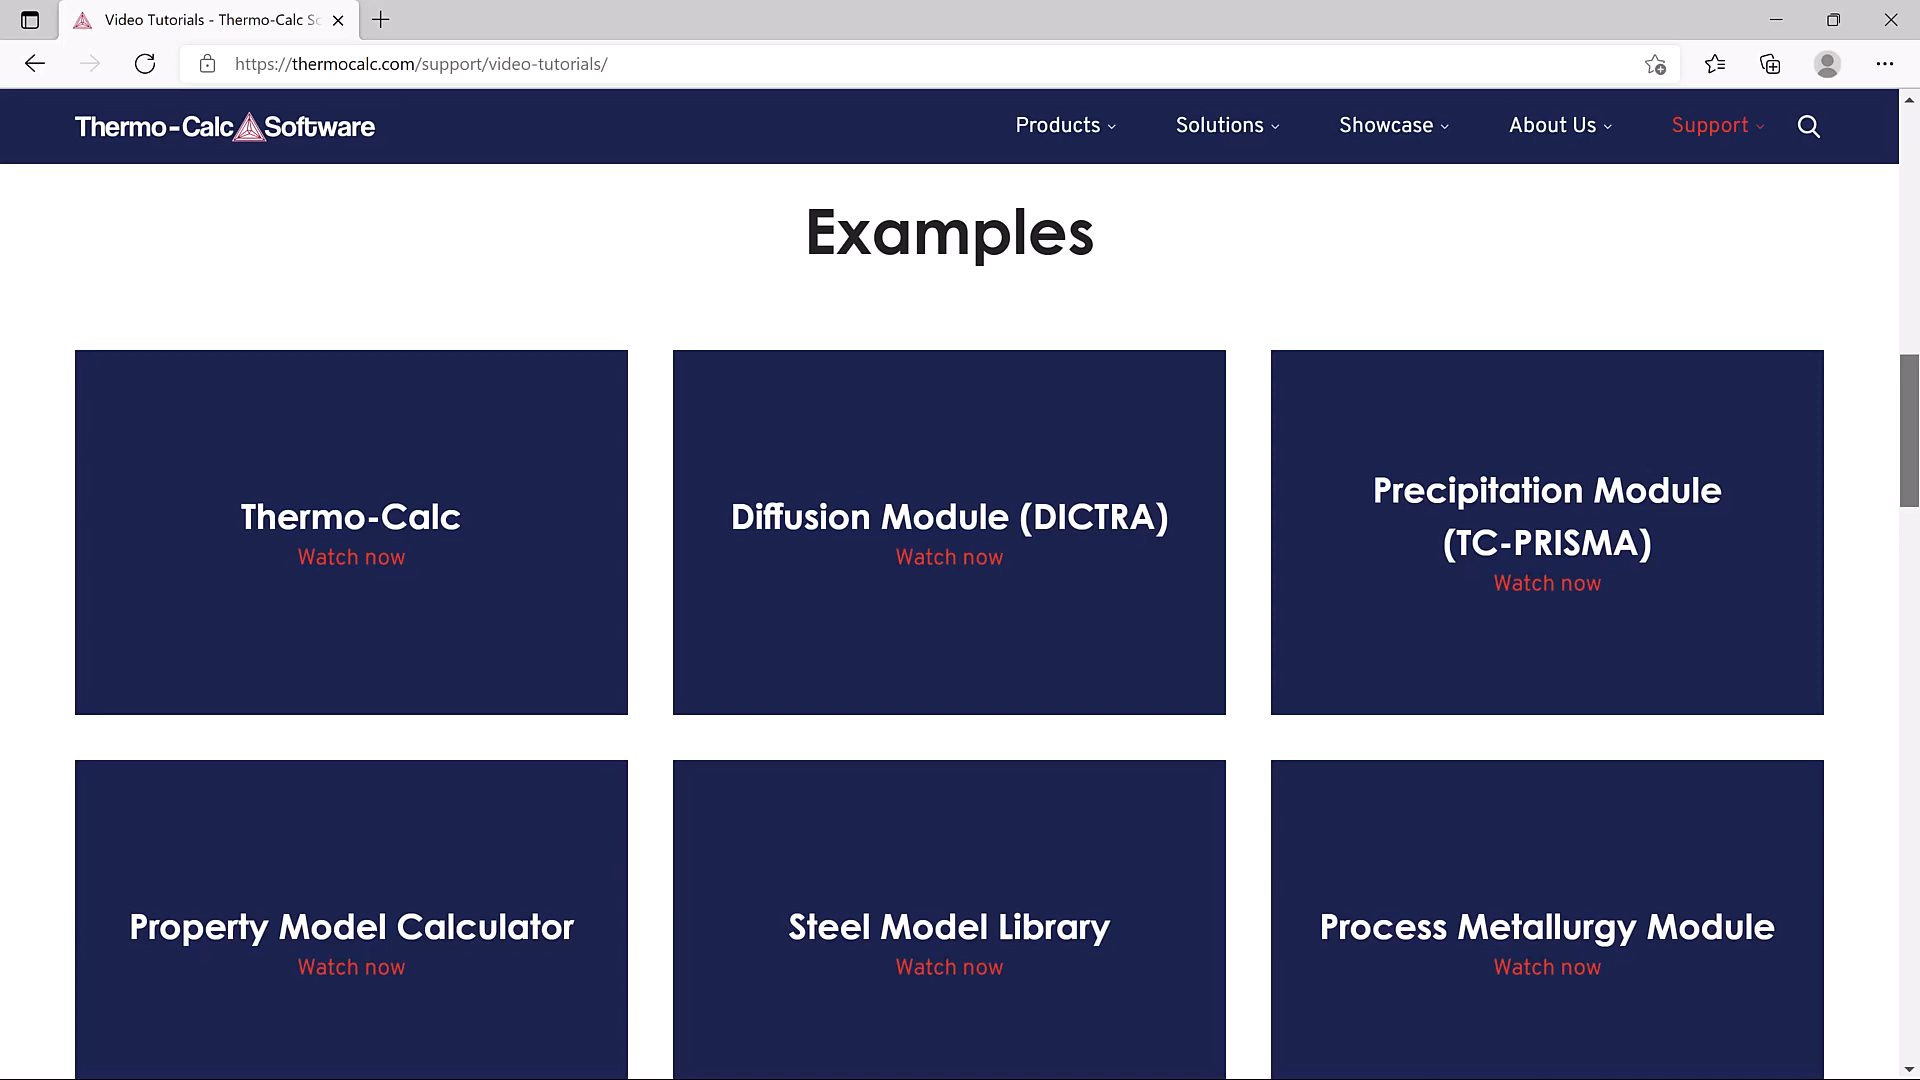 Video Tutorials - Thermo-Calc So
https://thermocalc.com/support/video-tutorials/
Thermo-Calc Software
Products
Solutions
Showcase
About Us
Support
Examples
Thermo-Calc
Watch now
Diffusion Module (DICTRA)
Watch now
Precipitation Module
(TC-PRISMA)
Watch now
Property Model Calculator
Watch now
Steel Model Library
Watch now
Process Metallurgy Module
Watch now